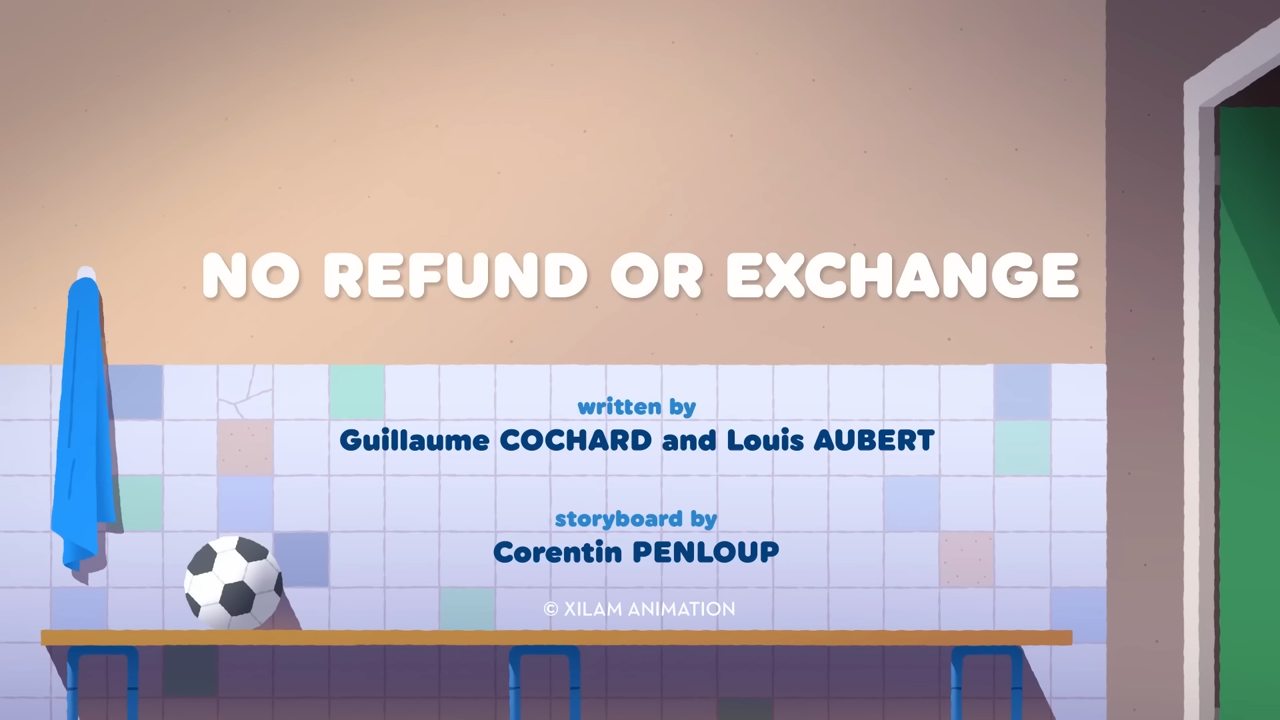 NO REFUND OR EXCHANGE
written by
Guillaume COCHARD and Louis AUBERT
storyboard by
Corentin PENLOUP
© XILAM ANIMATION